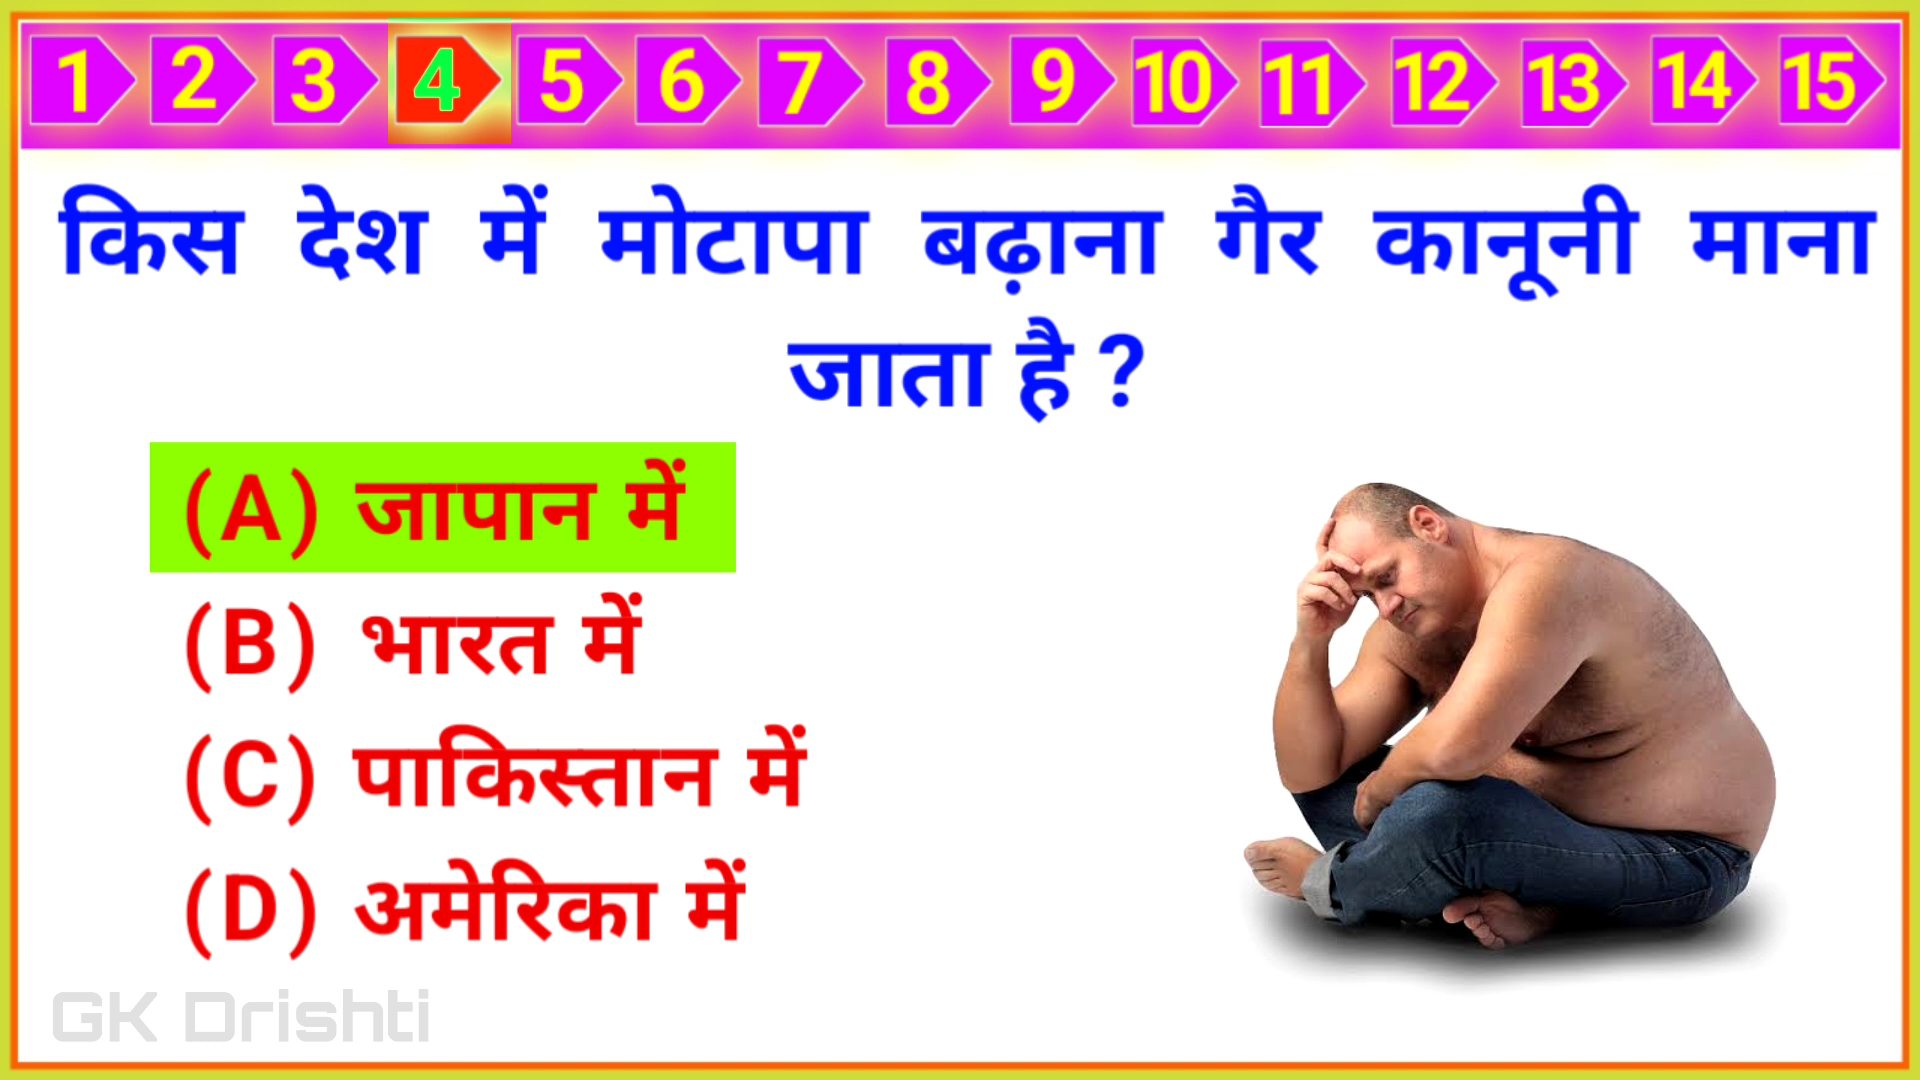 1 2 3 4 5 6 7 8 9 10 11 12 13 14 15
किस देश में मोटापा बढ़ाना गैर कानूनी माना
जाता है ?
(A) जापान में
(B) भारत में
(C) पाकिस्तान में
(D) अमेरिका में
GK Drishti